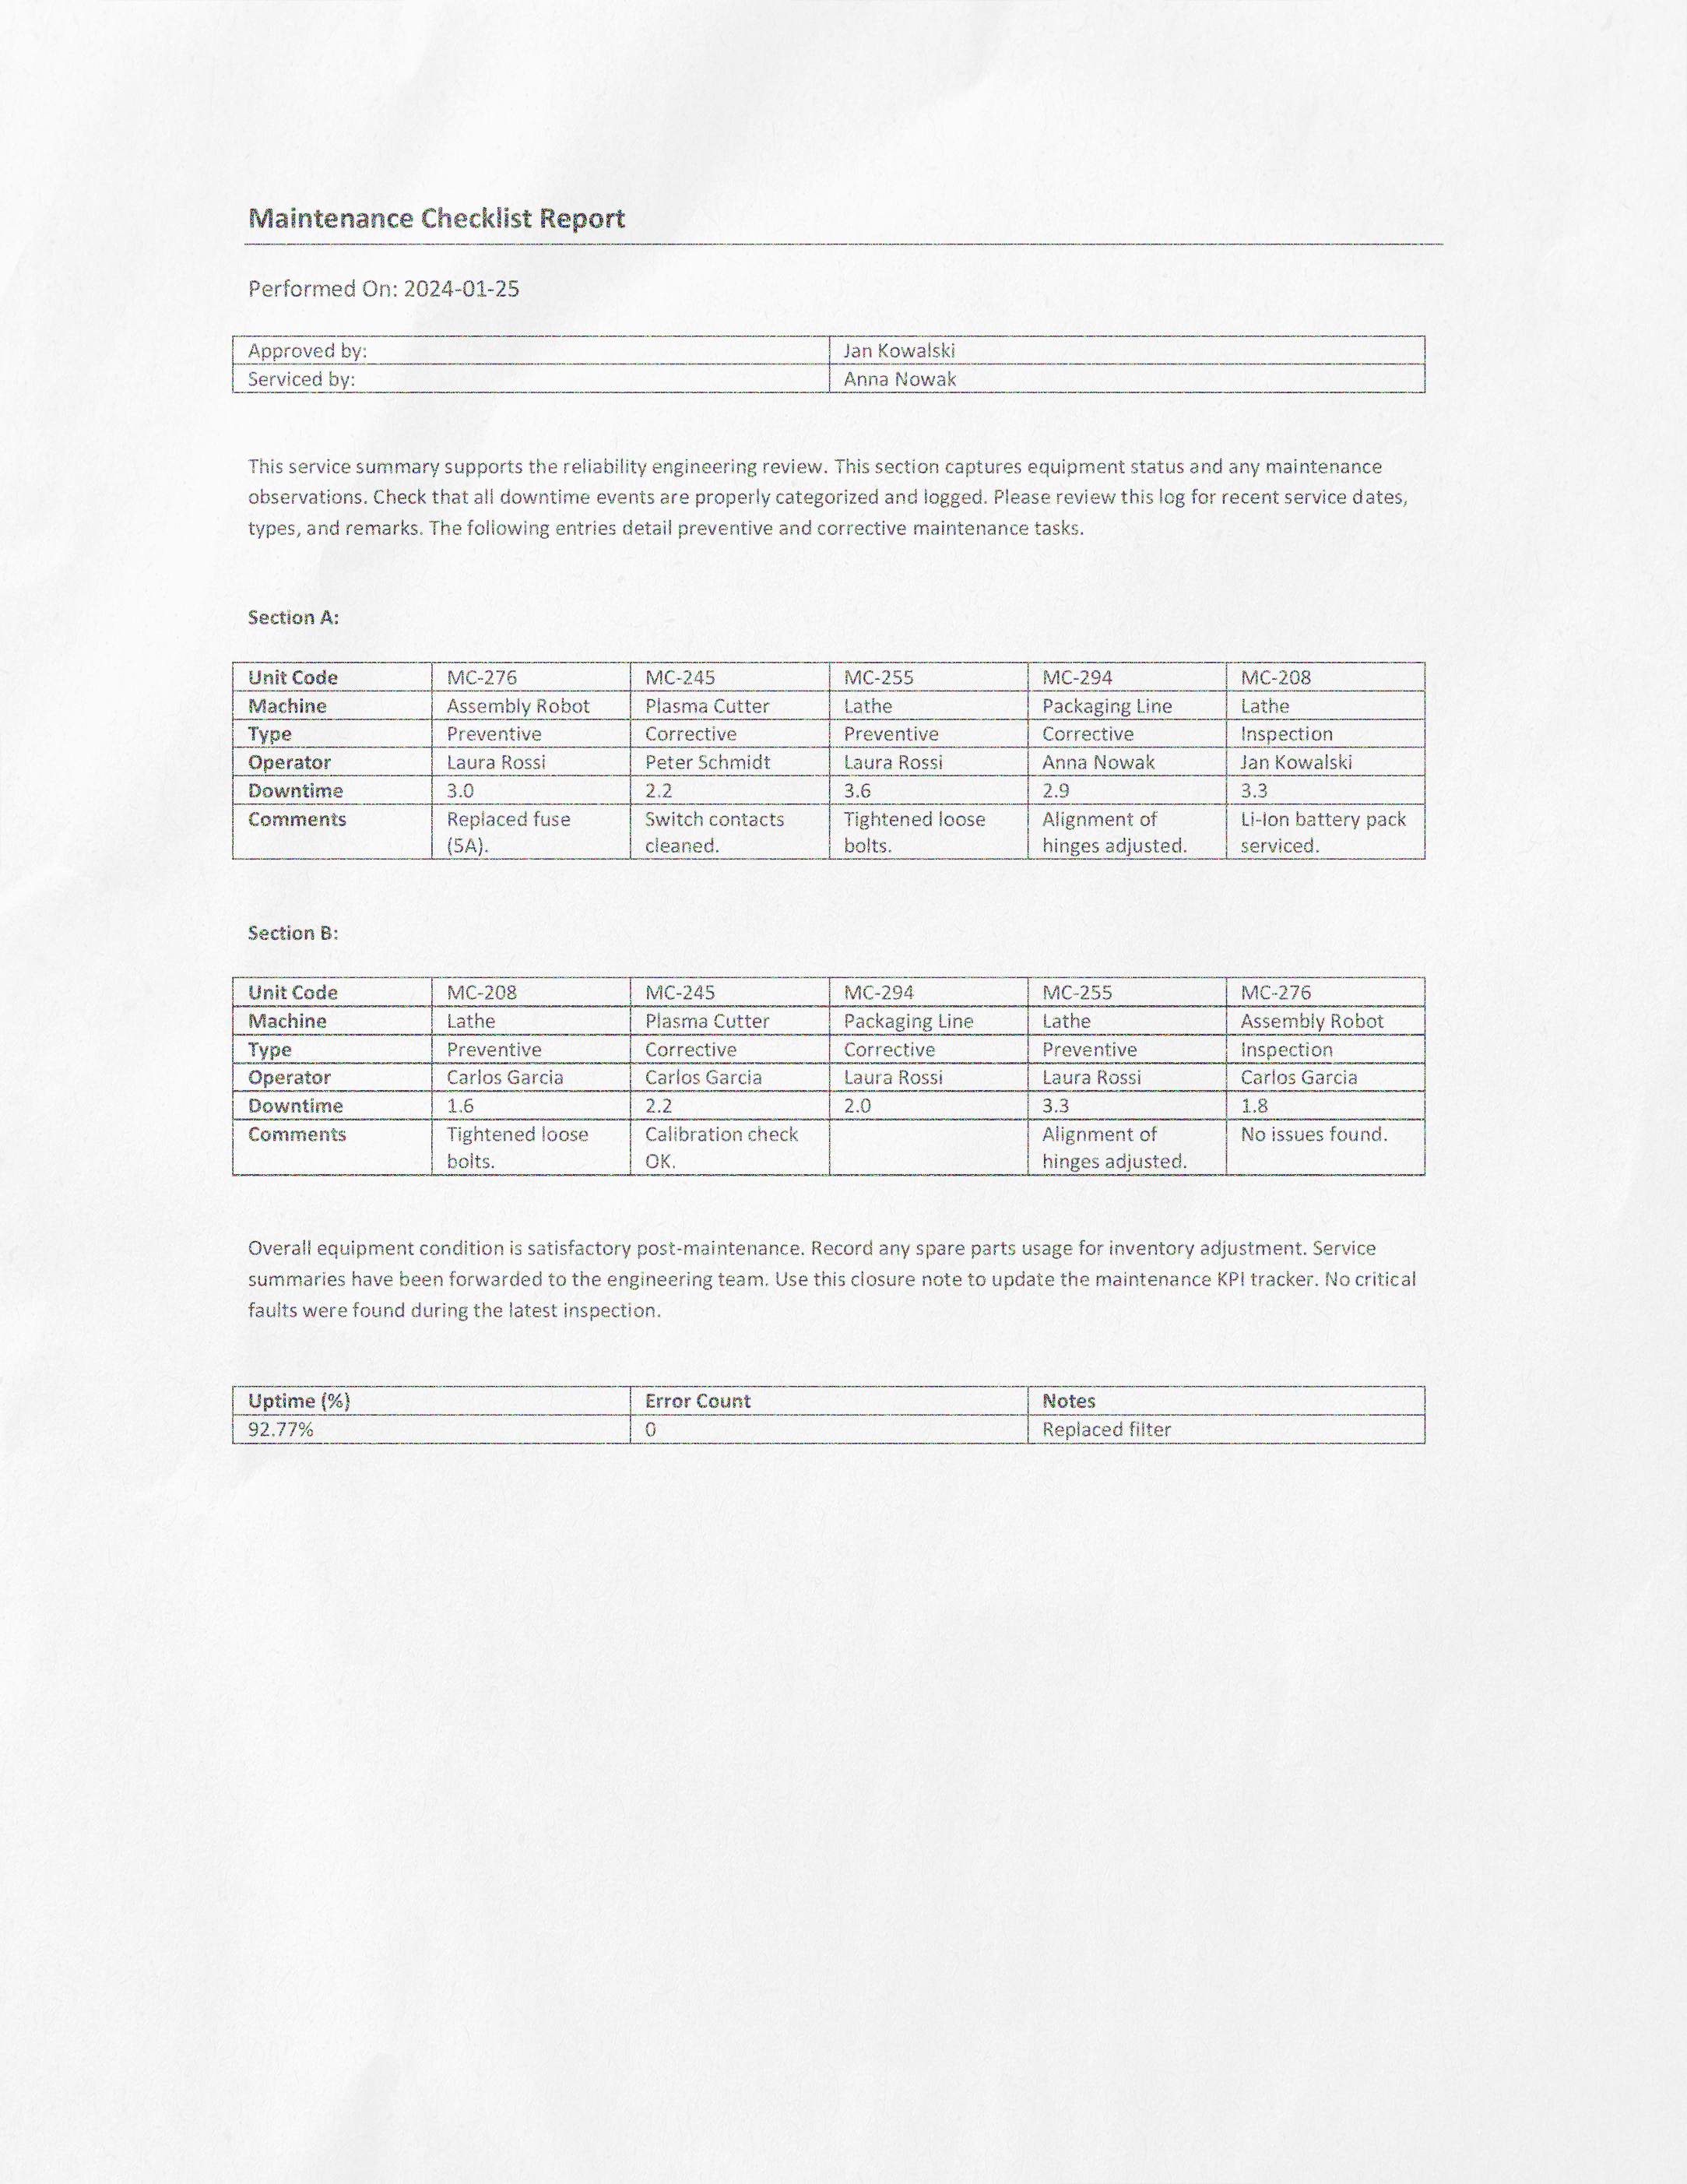 Maintenance Checklist Report
Performed On: 2024-01-25
Approved by: Jan Kowalski
Serviced by: Anna Nowak
This service summary supports the reliability engineering review. This section captures equipment status and any maintenance
observations. Check that all downtime events are properly categorized and logged. Please review this log for recent service dates,
types, and remarks. The following entries detail preventive and corrective maintenance tasks.
Section A:
Unit Code MC-276 MC-245 MC-255 MC-294 MC-208
Machine Assembly Robot Plasma Cutter Lathe Packaging Line Lathe
Type Preventive Corrective Preventive Corrective Inspection
Operator Laura Rossi Peter Schmidt Laura Rossi Anna Nowak Jan Kowalski
Downtime 3.0 2.2 3.6 2.9 3.3
Comments Replaced fuse Switch contacts Tightened loose Alignment of Li-Ion battery pack
(5A). cleaned. bolts. hinges adjusted. serviced.
Section B:
Unit Code MC-208 MC-245 MC-294 MC-255 MC-276
Machine Lathe Plasma Cutter Packaging Line Lathe Assembly Robot
Type Preventive Corrective Corrective Preventive Inspection
Operator Carlos Garcia Carlos Garcia Laura Rossi Laura Rossi Carlos Garcia
Downtime 1.6 2.2 2.0 3.3 1.8
Comments Tightened loose Calibration check Alignment of No issues found.
bolts. OK. hinges adjusted.
Overall equipment condition is satisfactory post-maintenance. Record any spare parts usage for inventory adjustment. Service
summaries have been forwarded to the engineering team. Use this closure note to update the maintenance KPI tracker. No critical
faults were found during the latest inspection.
Uptime (%) Error Count Notes
92.77% 0 Replaced filter